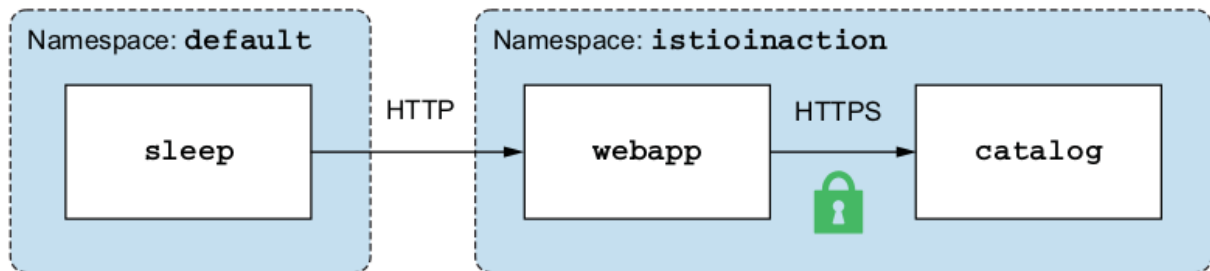 Namespace: default
Namespace: istioinaction
sleep
HTTP
webapp
HTTPS
catalog